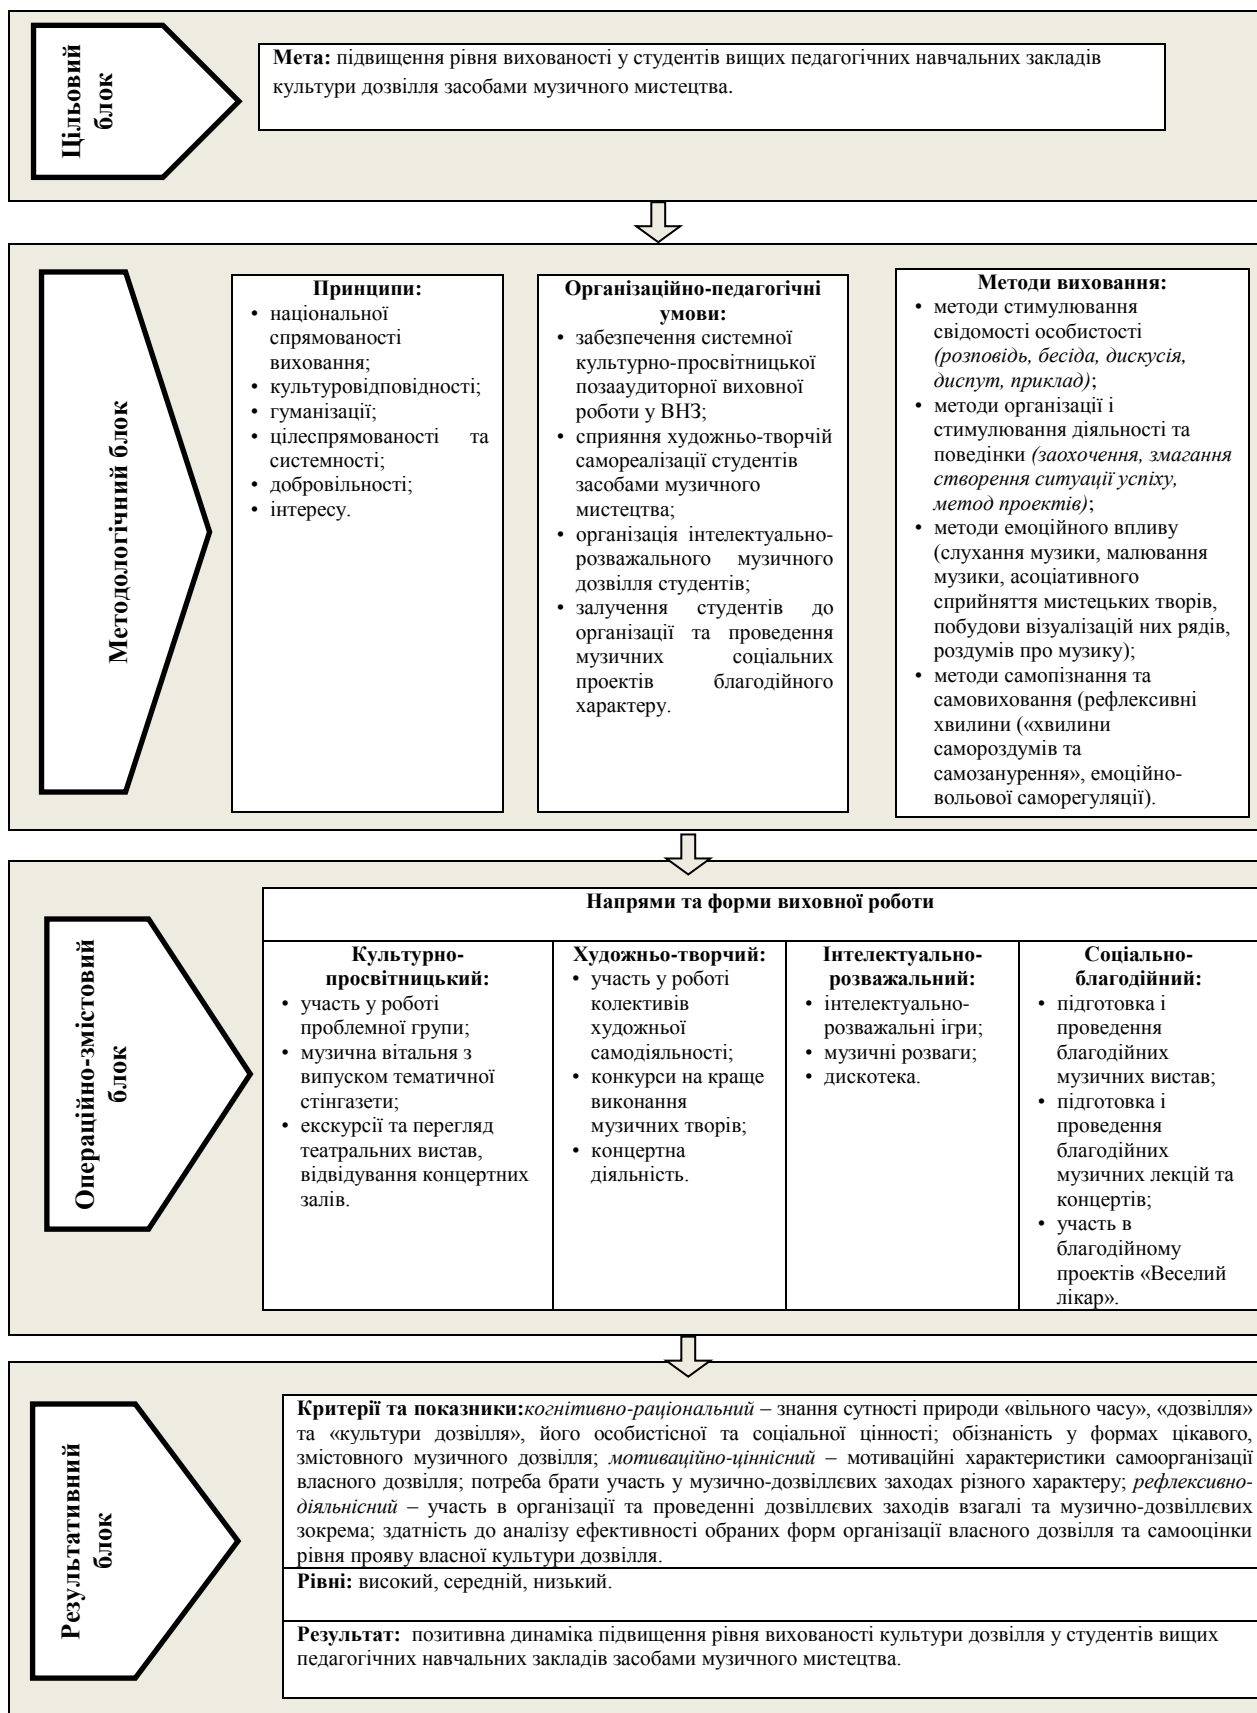 Цільовий
блок
Мета: підвищення рівня вихованості у студентів вищих педагогічних навчальних закладів
культури дозвілля засобами музичного мистецтва.
Методологічний блок
Принципи:
• національної
спрямованості
виховання;
• культуровідповідності;
• гуманізації;
• цілеспрямованості та
системності;
• добровільності;
• інтересу.
Організаційно-педагогічні
умови:
• забезпечення системної
культурно-просвітницької
позааудиторної виховної
роботи у ВНЗ;
• сприяння художньо-творчій
самореалізації студентів
засобами музичного
мистецтва;
• організація інтелектуально-
розважального музичного
дозвілля студентів;
• залучення студентів до
організації та проведення
музичних соціальних
проектів благодійного
характеру.
Методи виховання:
• методи стимулювання
свідомості особистості
(розповідь, бесіда, дискусія,
диспут, приклад);
• методи організації і
стимулювання діяльності та
поведінки (заохочення, змагання
створення ситуації успіху,
метод проектів);
• методи емоційного впливу
(слухання музики, малювання
музики, асоціативного
сприйняття мистецьких творів,
побудови візуалізацій них рядів,
роздумів про музику);
• методи самопізнання та
самовиховання (рефлексивні
хвилини («хвилини
самороздумів та
самозанурення», емоційно-
вольової саморегуляції).
Операційно-змістовий
блок
Напрями та форми виховної роботи
Культурно-
просвітницький:
• участь у роботі
проблемної групи;
• музична вітальня з
випуском тематичної
стінгазети;
• екскурсії та перегляд
театральних вистав,
відвідування концертних
залів.
Художньо-творчий:
• участь у роботі
колективів
художньої
самодіяльності;
• конкурси на краще
виконання
музичних творів;
• концертна
діяльність.
Інтелектуально-
розважальний:
• інтелектуально-
розважальні ігри;
• музичні розваги;
• дискотека.
Соціально-
благодійний:
• підготовка і
проведення
благодійних
музичних вистав;
• підготовка і
проведення
благодійних
музичних лекцій та
концертів;
• участь в
благодійному
проектів «Веселий
лікар».
Результативний
блок
Критерії та показники:когнітивно-раціональний – знання сутності природи «вільного часу», «дозвілля»
та «культури дозвілля», його особистісної та соціальної цінності; обізнаність у формах цікавого,
змістовного музичного дозвілля; мотиваційно-ціннісний – мотиваційні характеристики самоорганізації
власного дозвілля; потреба брати участь у музично-дозвіллєвих заходах різного характеру; рефлексивно-
діяльнісний – участь в організації та проведенні дозвіллєвих заходів взагалі та музично-дозвіллєвих
зокрема; здатність до аналізу ефективності обраних форм організації власного дозвілля та самооцінки
рівня прояву власної культури дозвілля.
Рівні: високий, середній, низький.
Результат: позитивна динаміка підвищення рівня вихованості культури дозвілля у студентів вищих
педагогічних навчальних закладів засобами музичного мистецтва.